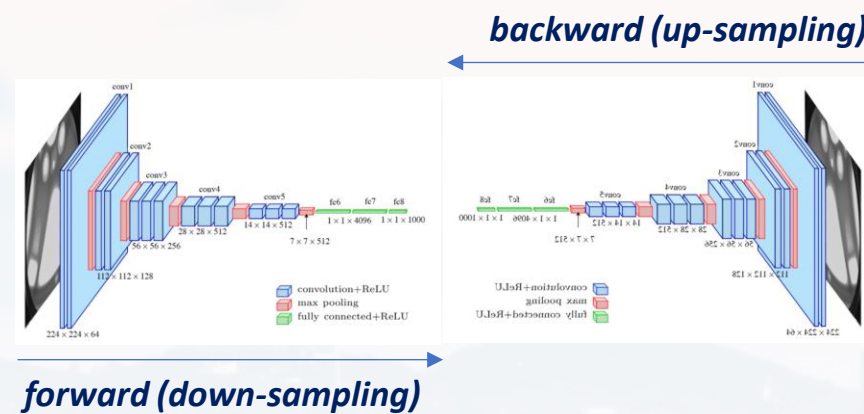 backward (up-sampling)
conv1
conv2
conv3
conv4
conv5
fc6
fc7
fc8
1 × 1 × 4096
1 × 1 × 1000
14 × 14 × 512
28 × 28 × 512
7 × 7 × 512
56 × 56 × 256
112 × 112 × 128
convolution+ReLU
max pooling
fully connected+ReLU
224 × 224 × 64
conv1
conv2
conv3
conv4
conv5
fc6
fc7
fc8
1 × 1 × 4096
1 × 1 × 1000
14 × 14 × 512
28 × 28 × 512
7 × 7 × 512
56 × 56 × 256
112 × 112 × 128
convolution+ReLU
max pooling
fully connected+ReLU
224 × 224 × 64
forward (down-sampling)